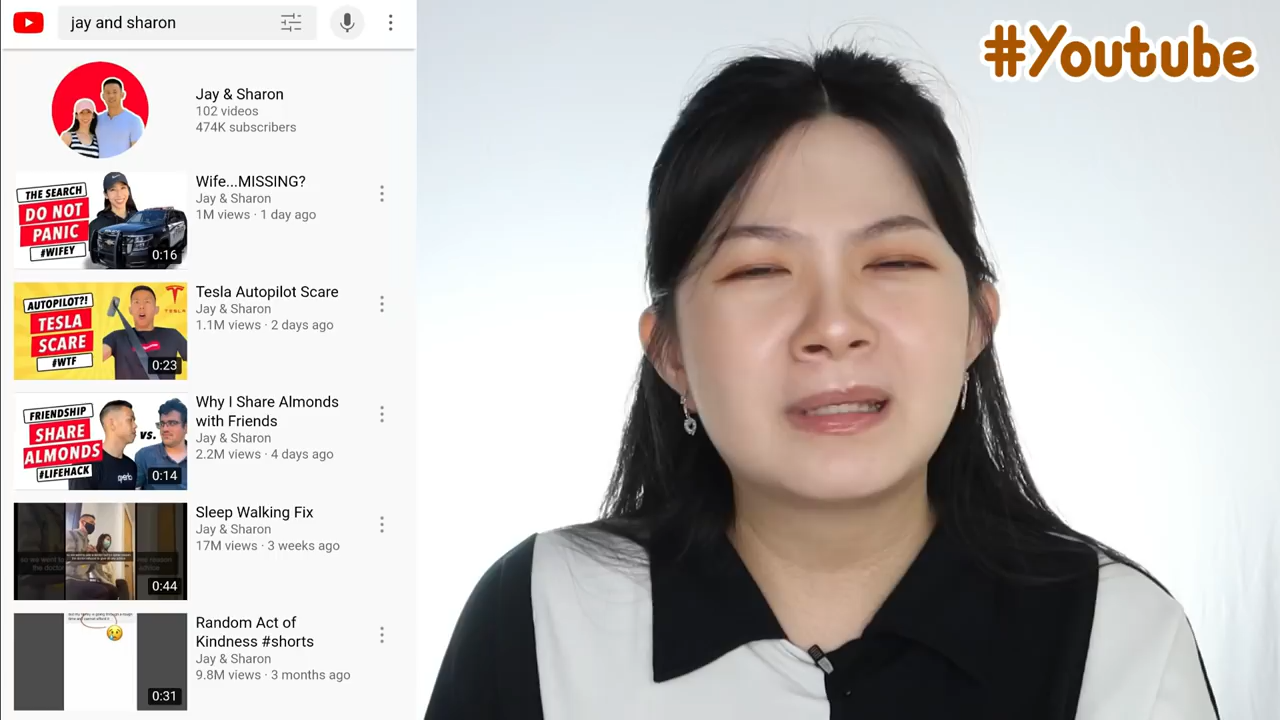 jay and sharon
#Youtube
Jay & Sharon
102 videos
474K subscribers
THE SEARCH
DO NOT
PANIC
#WIFEY
0:16
Wife...MISSING?
Jay & Sharon
1M views · 1 day ago
AUTOPILOT?!
TESLA
SCARE
#WTF
TESLA
0:23
Tesla Autopilot Scare
Jay & Sharon
1.1M views · 2 days ago
FRIENDSHIP
SHARE
ALMONDS
#LIFEHACK
VS.
0:14
Why I Share Almonds
with Friends
Jay & Sharon
2.2M views · 4 days ago
0:44
Sleep Walking Fix
Jay & Sharon
17M views · 3 weeks ago
0:31
Random Act of
Kindness #shorts
Jay & Sharon
9.8M views · 3 months ago